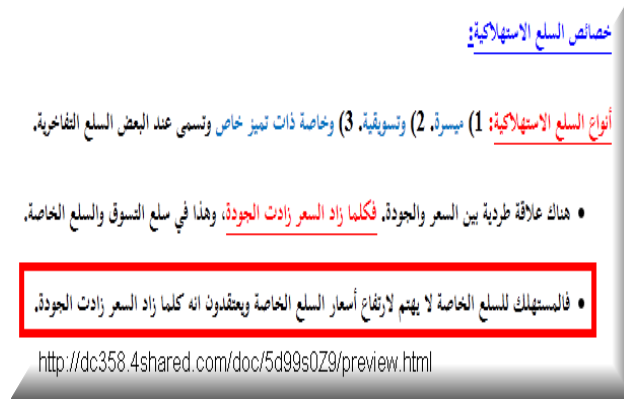 خصائص السلع الاستهلاكية:
أنواع السلع الاستهلاكية: 1) ميسرة. 2) وتسويقية. 3) وخاصة ذات تميز خاص وتسمى عند البعض السلع التفاخرية.
• هناك علاقة طردية بين السعر والجودة. فكلما زاد السعر زادت الجودة، وهذا في سلع التسوق والسلع الخاصة.
• فالمستهلك للسلع الخاصة لا يهتم لارتفاع أسعار السلع الخاصة ويعتقدون انه كلما زاد السعر زادت الجودة.
http://dc358.4shared.com/doc/5d99s0Z9/preview.html